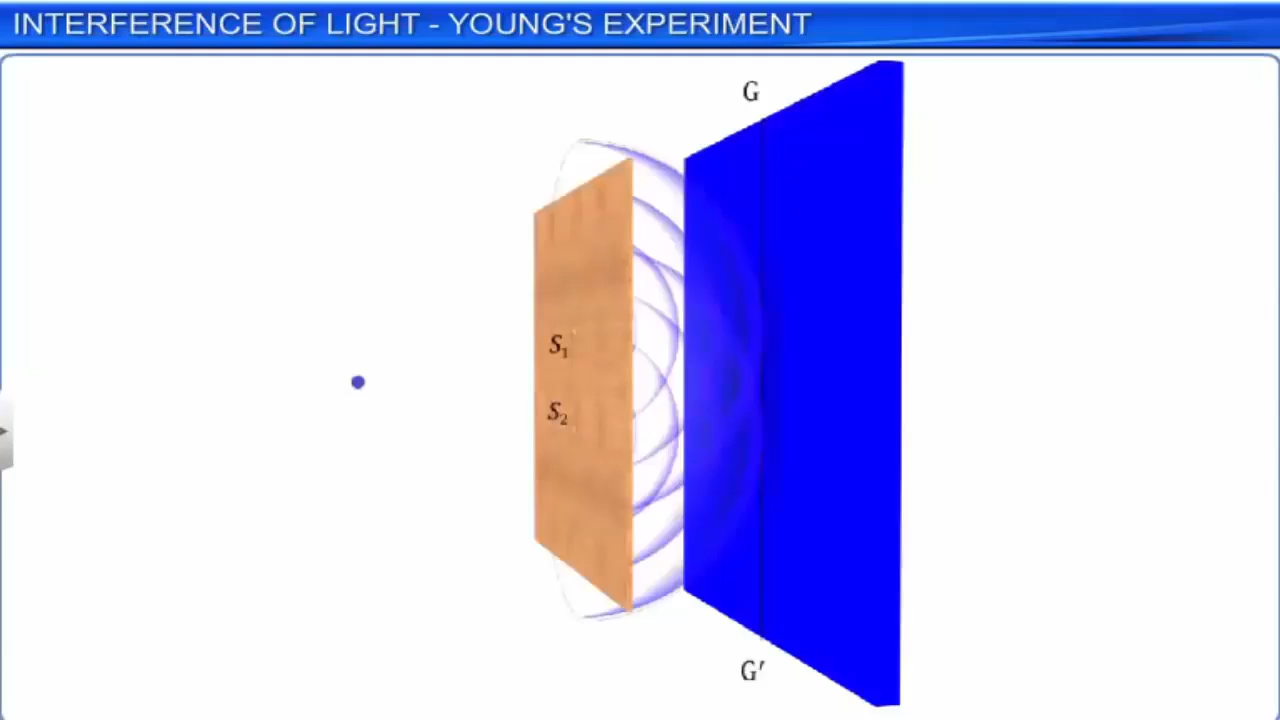 INTERFERENCE OF LIGHT - YOUNG'S EXPERIMENT
G
S₁
S₂
G′